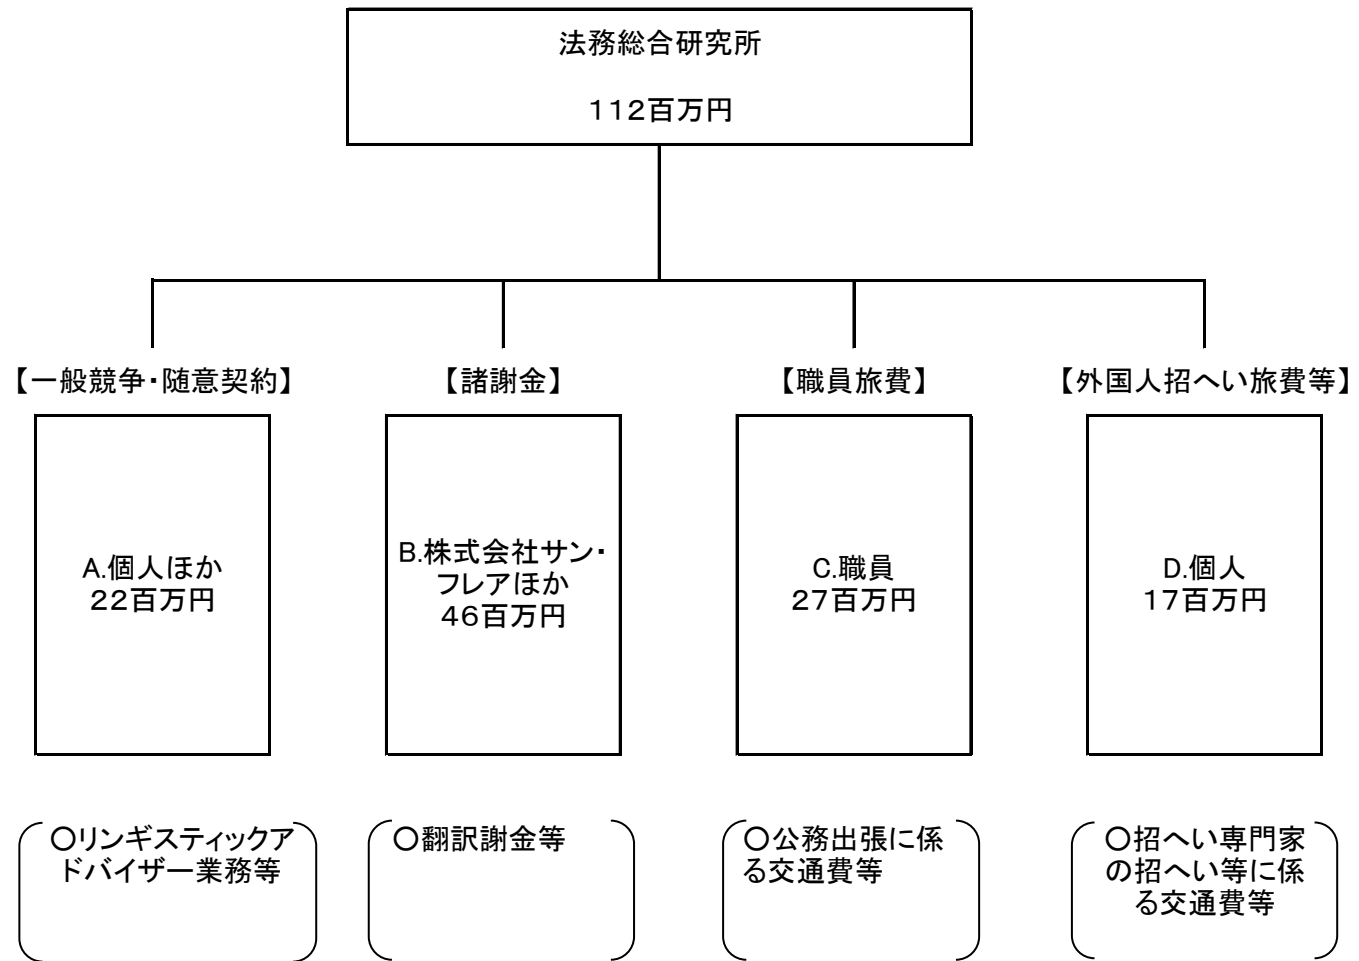 法務総合研究所
112百万円
【一般競争・随意契約】
【諸謝金】
【職員旅費】
【外国人招へい旅費等】
A.個人ほか
22百万円
B.株式会社サン・
フレアほか
46百万円
C.職員
27百万円
D.個人
17百万円
○リンギスティックア
ドバイザー業務等
○翻訳謝金等
○公務出張に係
る交通費等
○招へい専門家
の招へい等に係
る交通費等